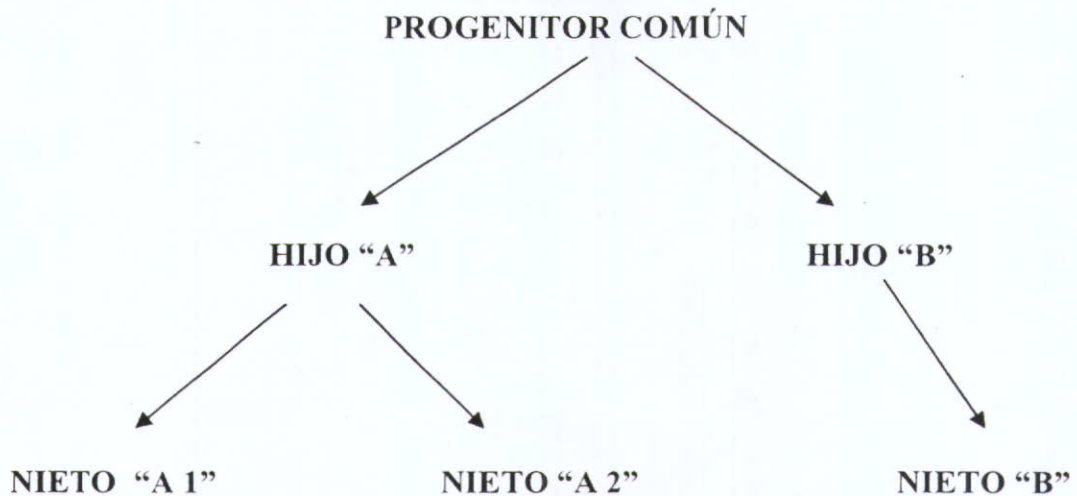 PROGENITOR COMÚN
HIJO “A” HIJO “B”
NIETO “A 1” NIETO “A 2” NIETO “B”